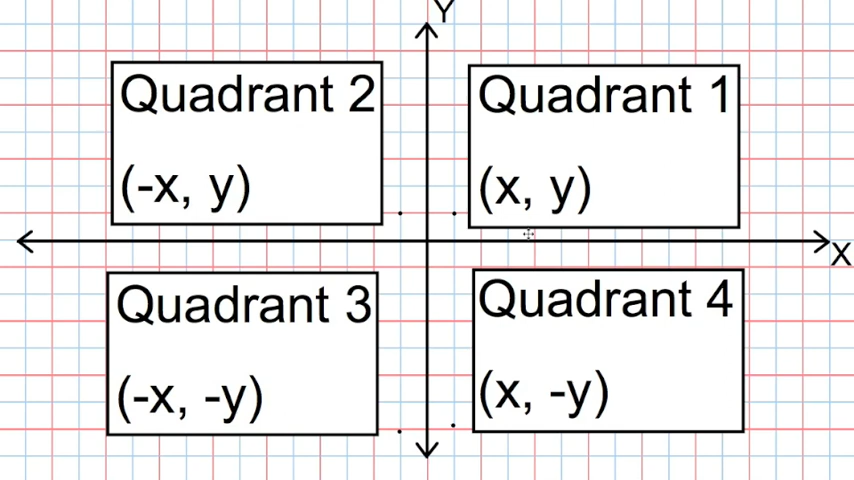 Y
Quadrant 2
(-x, y)
Quadrant 1
(x, y)
X
Quadrant 3
(-x, -y)
Quadrant 4
(x, -y)